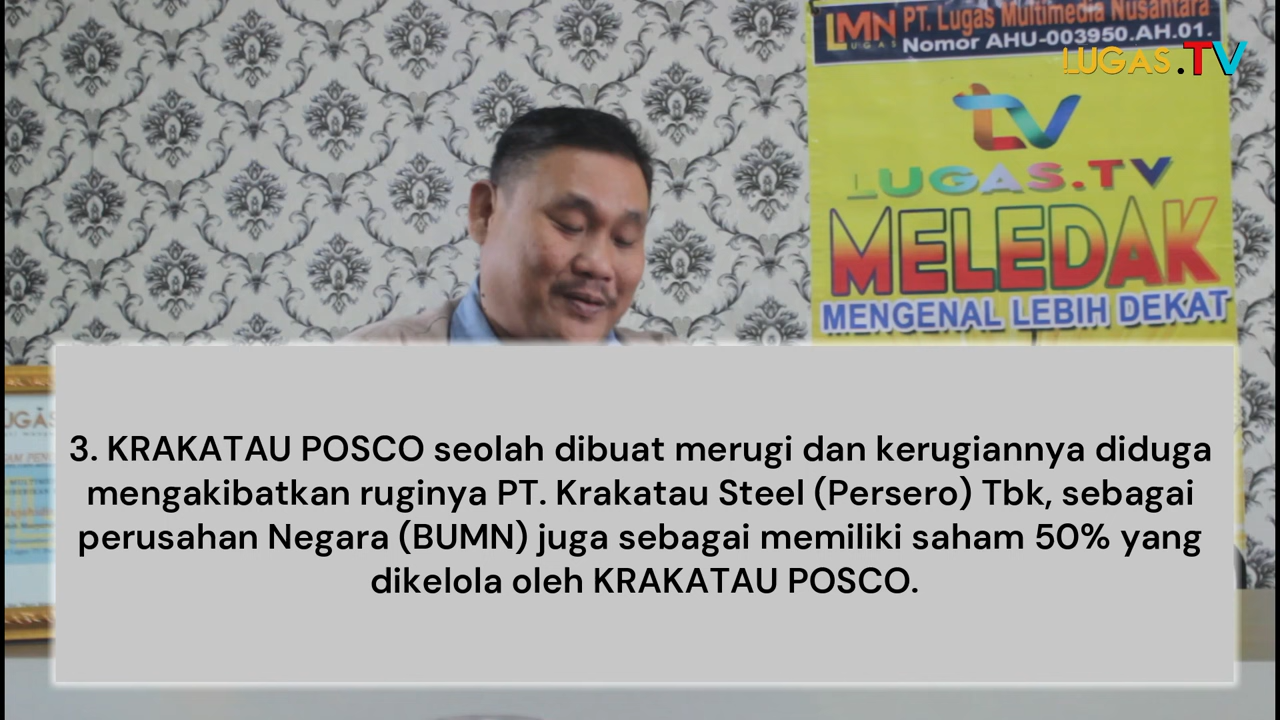 LMN
LUGAS
PT. Lugas Multimedia Nusantara
Nomor AHU-003950.AH.01.
LUGAS.TV
TV
LUGAS.TV
MELEDAK
MENGENAL LEBIH DEKAT
3. KRAKATAU POSCO seolah dibuat merugi dan kerugiannya diduga
mengakibatkan ruginya PT. Krakatau Steel (Persero) Tbk, sebagai
perusahan Negara (BUMN) juga sebagai memiliki saham 50% yang
dikelola oleh KRAKATAU POSCO.